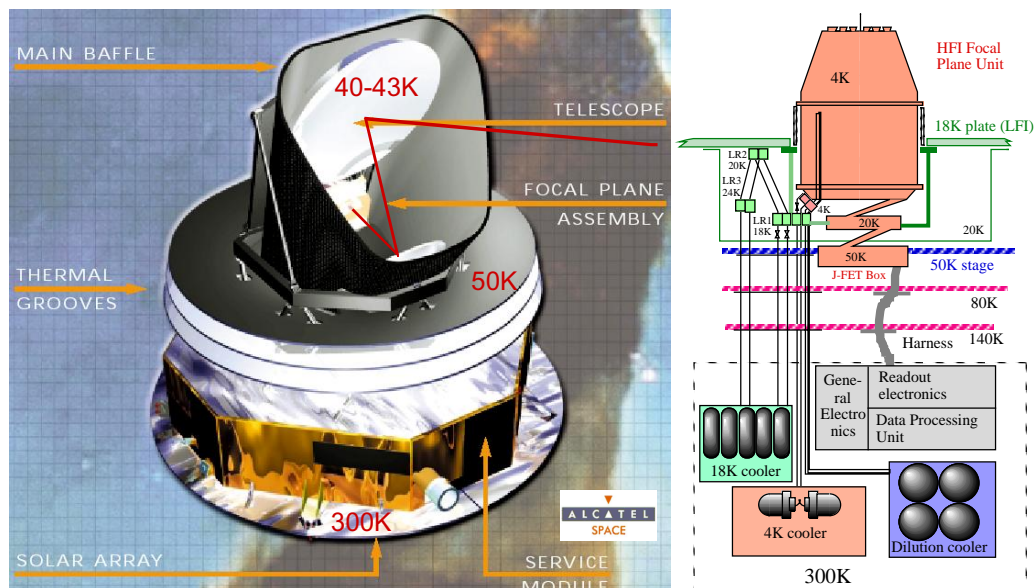 MAIN BAFFLE
40-43K
TELESCOPE
FOCAL PLANE
ASSEMBLY
THERMAL
GROOVES
50K
300K
ALCATEL
SPACE
SOLAR ARRAY
SERVICE
MODULE
HFI Focal
Plane Unit
4K
18K plate (LFI)
LR2
20K
LR3
24K
4K
LR1
18K
20K
20K
50K
50K stage
J-FET Box
80K
Harness
140K
Gene-
ral
Electro
nics
Readout
electronics
Data Processing
Unit
18K cooler
4K cooler
Dilution cooler
300K